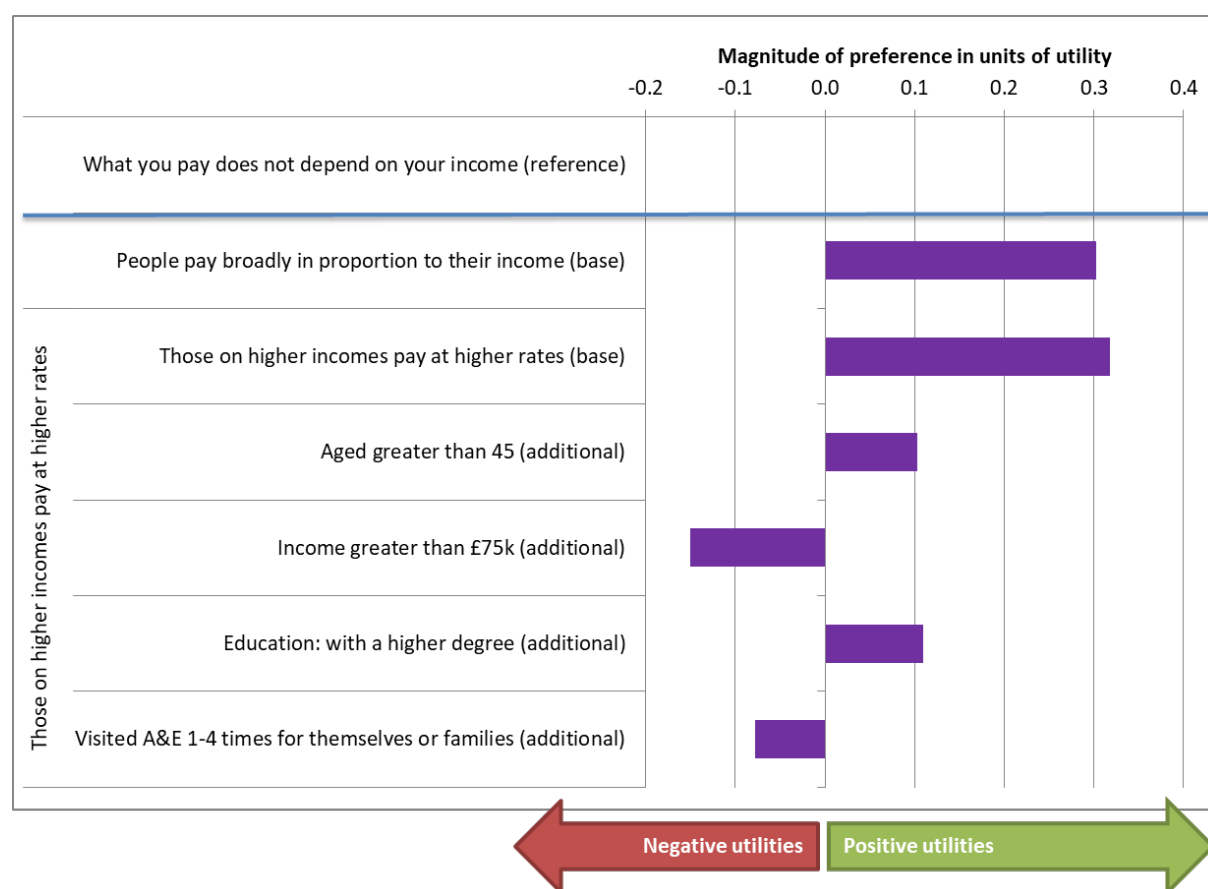 Magnitude of preference in units of utility
-0.2 -0.1 0.0 0.1 0.2 0.3 0.4
What you pay does not depend on your income (reference)
People pay broadly in proportion to their income (base)
Those on higher incomes pay at higher rates
Those on higher incomes pay at higher rates (base)
Aged greater than 45 (additional)
Income greater than £75k (additional)
Education: with a higher degree (additional)
Visited A&E 1-4 times for themselves or families (additional)
Negative utilities Positive utilities